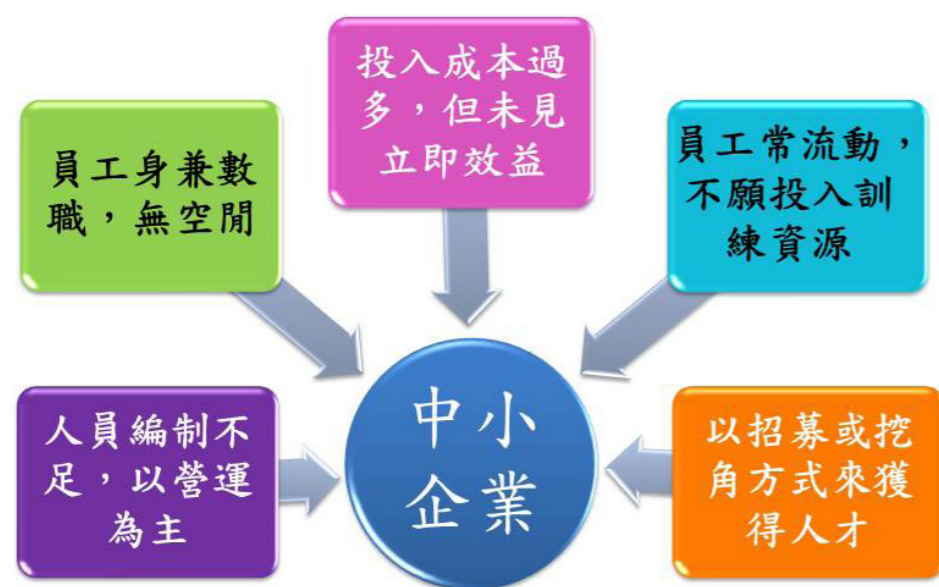 投入成本過
多，但未見
立即效益
員工身兼數
職，無空閒
員工常流動，
不願投入訓
練資源
人員編制不
足，以營運
為主
中小
企業
以招募或挖
角方式來獲
得人才